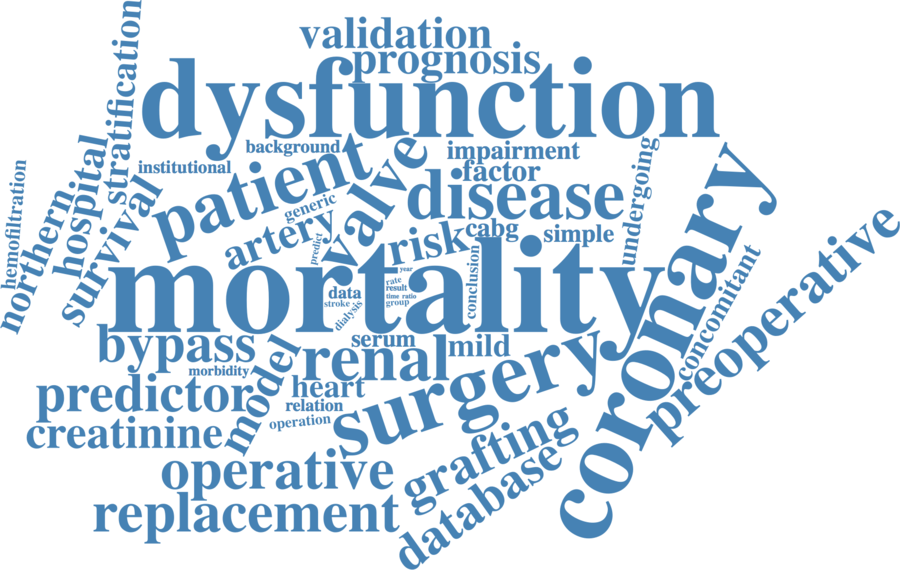 validation
prognosis
dysfunction
stratification
background
institutional
impairment
factor
undergoing
hospital
northern
hemofiltration
survival
patient
valve
generic
artery
predict
disease
risk
cabg
simple
coronary
preoperative
concomitant
mortality
conclusion
year
rate
result
time
ratio
group
data
stroke
dialysis
bypass
morbidity
serum
mild
renal
model
heart
relation
operation
surgery
predictor
creatinine
operative
grafting
database
replacement